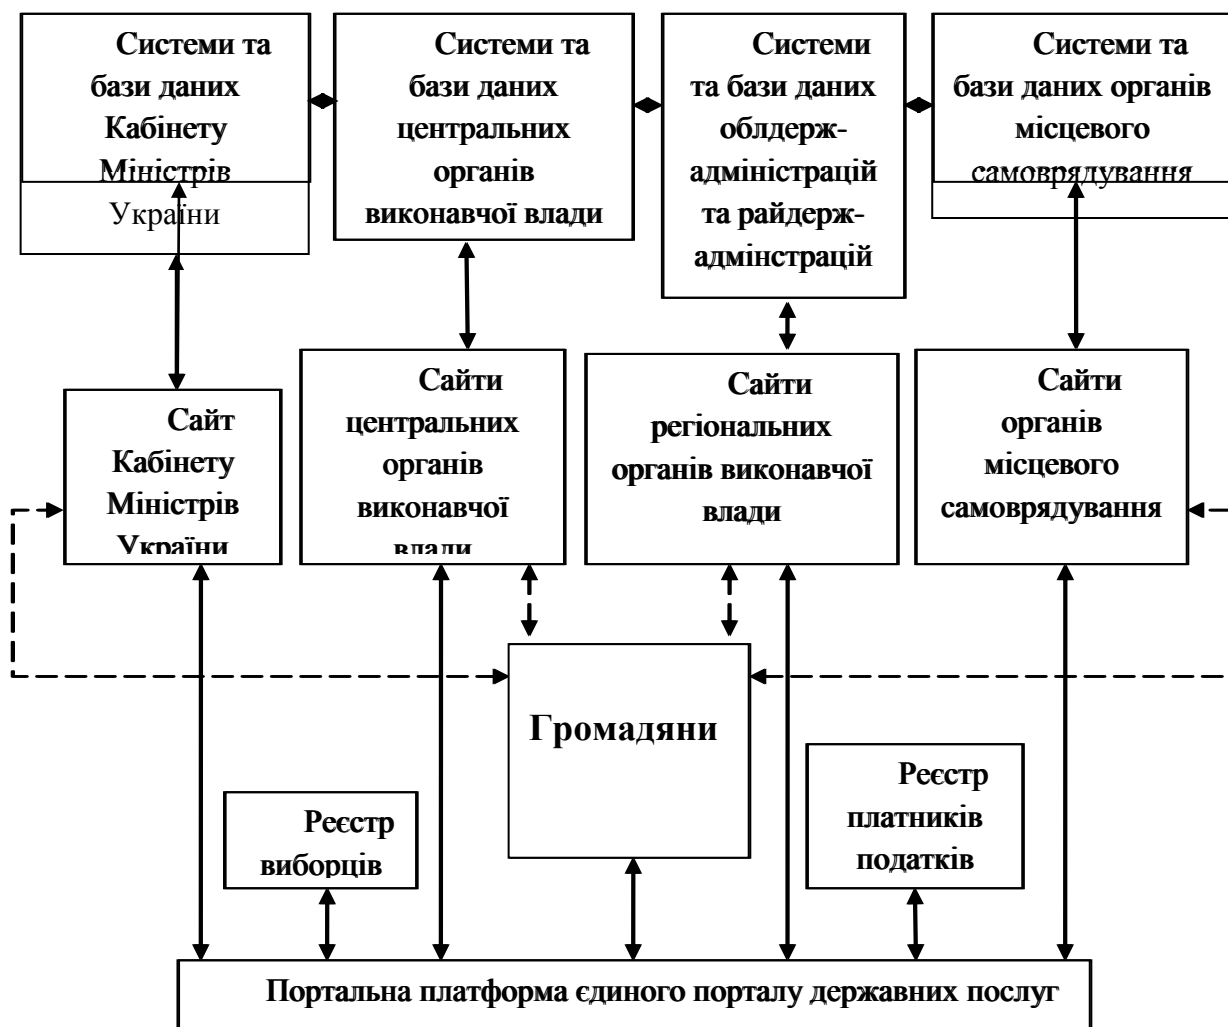 Системи та
бази даних
Кабінету
Міністрів
України
Системи та
бази даних
центральних
органів
виконавчої влади
Системи
та бази даних
облдерж-
адміністрацій
та райдерж-
адмінстрацій
Системи та
бази даних органів
місцевого
самоврядування
Сайт
Кабінету
Міністрів
України
Сайти
центральних
органів
виконавчої
влади
Сайти
регіональних
органів виконавчої
влади
Сайти
органів
місцевого
самоврядування
Громадяни
Реєстр
виборців
Реєстр
платників
податків
Портальна платформа єдиного порталу державних послуг